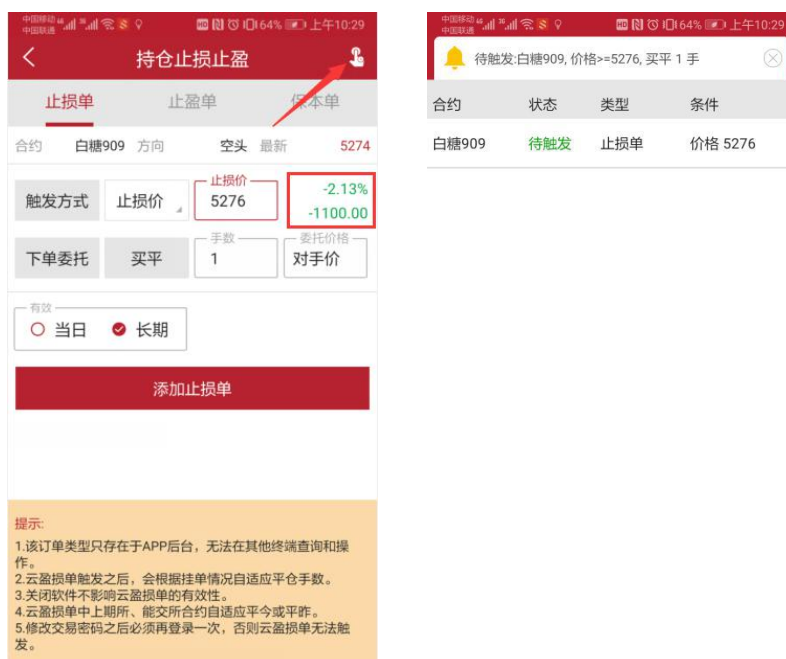 中国移动 46 36 HD 64% 上午10:29
中国联通
持仓止损止盈
止损单 止盈单 保本单
合约 白糖909 方向 空头 最新 5274
止损价
触发方式 止损价 5276 -2.13%
-1100.00
手数 委托价格
下单委托 买平 1 对手价
有效
当日 长期
添加止损单
提示:
1.该订单类型只存在于APP后台，无法在其他终端查询和操
作。
2.云盈损单触发之后，会根据挂单情况自适应平仓手数。
3.关闭软件不影响云盈损单的有效性。
4.云盈损单中上期所、能交所合约自适应平今或平昨。
5.修改交易密码之后必须再登录一次，否则云盈损单无法触
发。
中国移动 46 36 HD 64% 上午10:29
中国联通
待触发:白糖909, 价格>=5276, 买平 1 手
合约 状态 类型 条件
白糖909 待触发 止损单 价格 5276